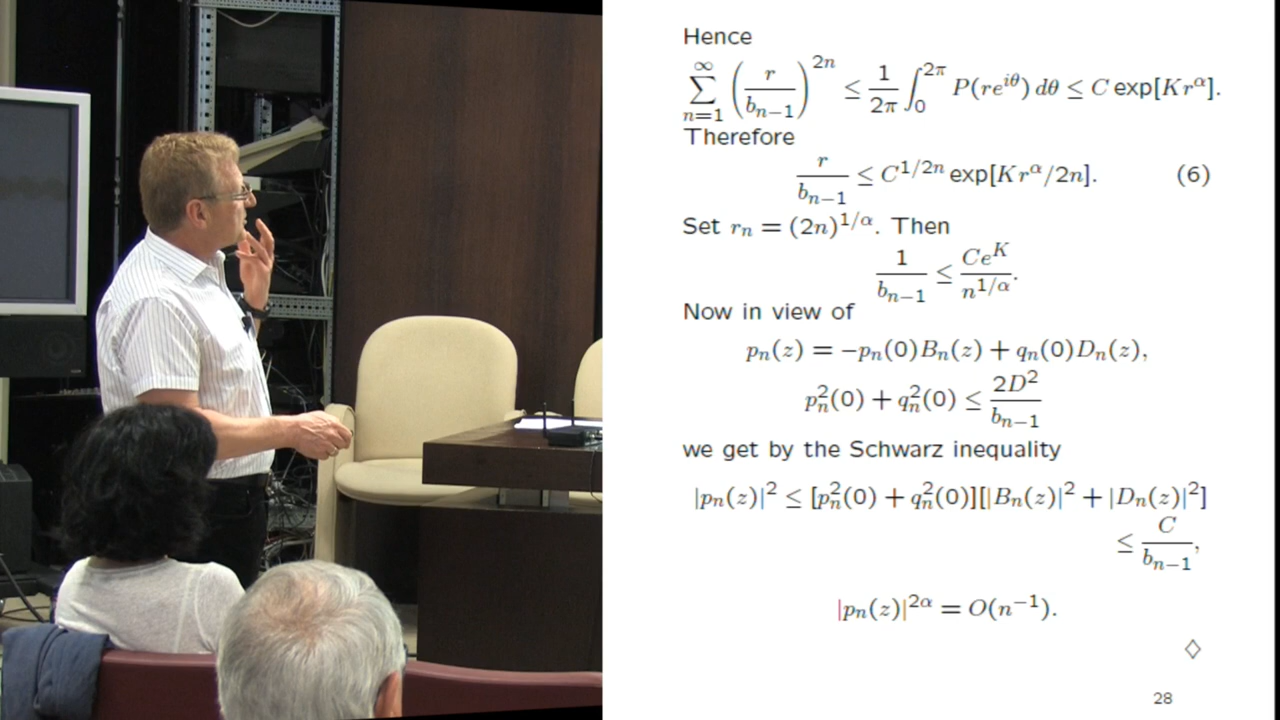 Hence
∑_{n=1}^{∞} (r/b_{n−1})^{2n} ≤ 1/2π ∫_0^{2π} P(re^{iθ}) dθ ≤ C exp[Kr^α].
Therefore
r/b_{n−1} ≤ C^{1/2n} exp[Kr^α/2n]. (6)
Set r_n = (2n)^{1/α}. Then
1/b_{n−1} ≤ Ce^K/n^{1/α}.
Now in view of
p_n(z) = −p_n(0)B_n(z) + q_n(0)D_n(z),
p_n^2(0) + q_n^2(0) ≤ 2D^2/b_{n−1}
we get by the Schwarz inequality
|p_n(z)|^2 ≤ [p_n^2(0) + q_n^2(0)][|B_n(z)|^2 + |D_n(z)|^2]
≤ C/b_{n−1},
|p_n(z)|^{2α} = O(n^{−1}).
♢
28